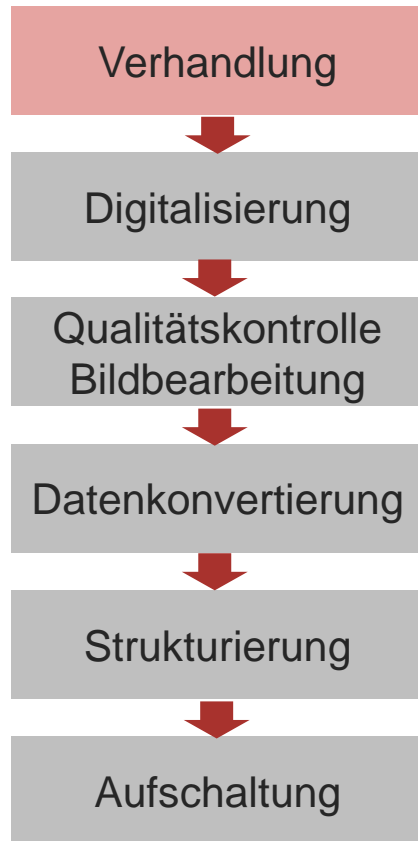 Verhandlung
Digitalisierung
Qualitätskontrolle
Bildbearbeitung
Datenkonvertierung
Strukturierung
Aufschaltung